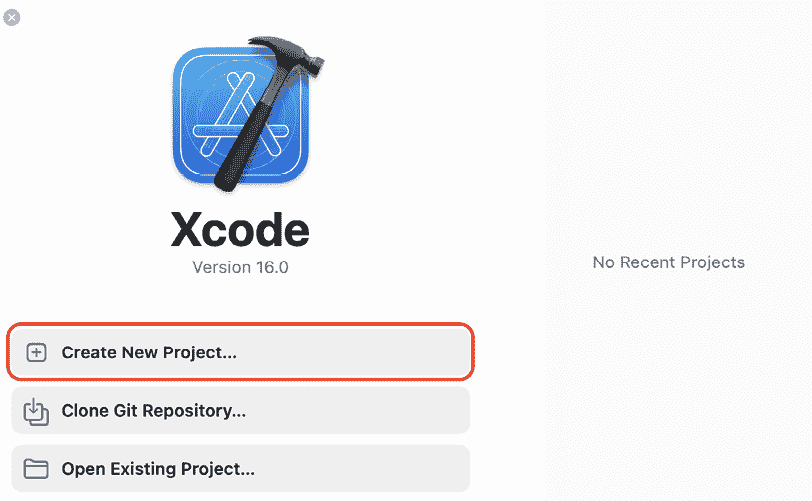 Xcode
Version 16.0
Create New Project...
Clone Git Repository...
Open Existing Project...
No Recent Projects